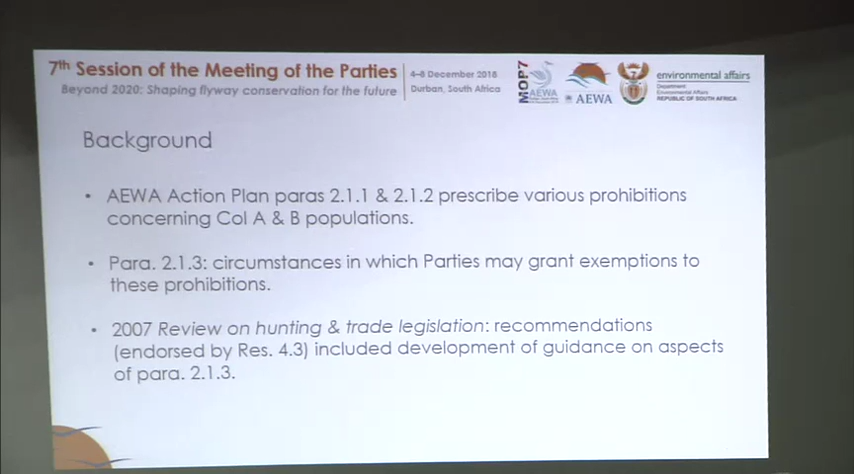 7th Session of the Meeting of the Parties
Beyond 2020: Shaping flyway conservation for the future
4–8 December 2018
Durban, South Africa
MOP7
AEWA
AEWA
environmental affairs
Department:
Environmental Affairs
REPUBLIC OF SOUTH AFRICA
Background
• AEWA Action Plan paras 2.1.1 & 2.1.2 prescribe various prohibitions
concerning Col A & B populations.
• Para. 2.1.3: circumstances in which Parties may grant exemptions to
these prohibitions.
• 2007 Review on hunting & trade legislation: recommendations
(endorsed by Res. 4.3) included development of guidance on aspects
of para. 2.1.3.